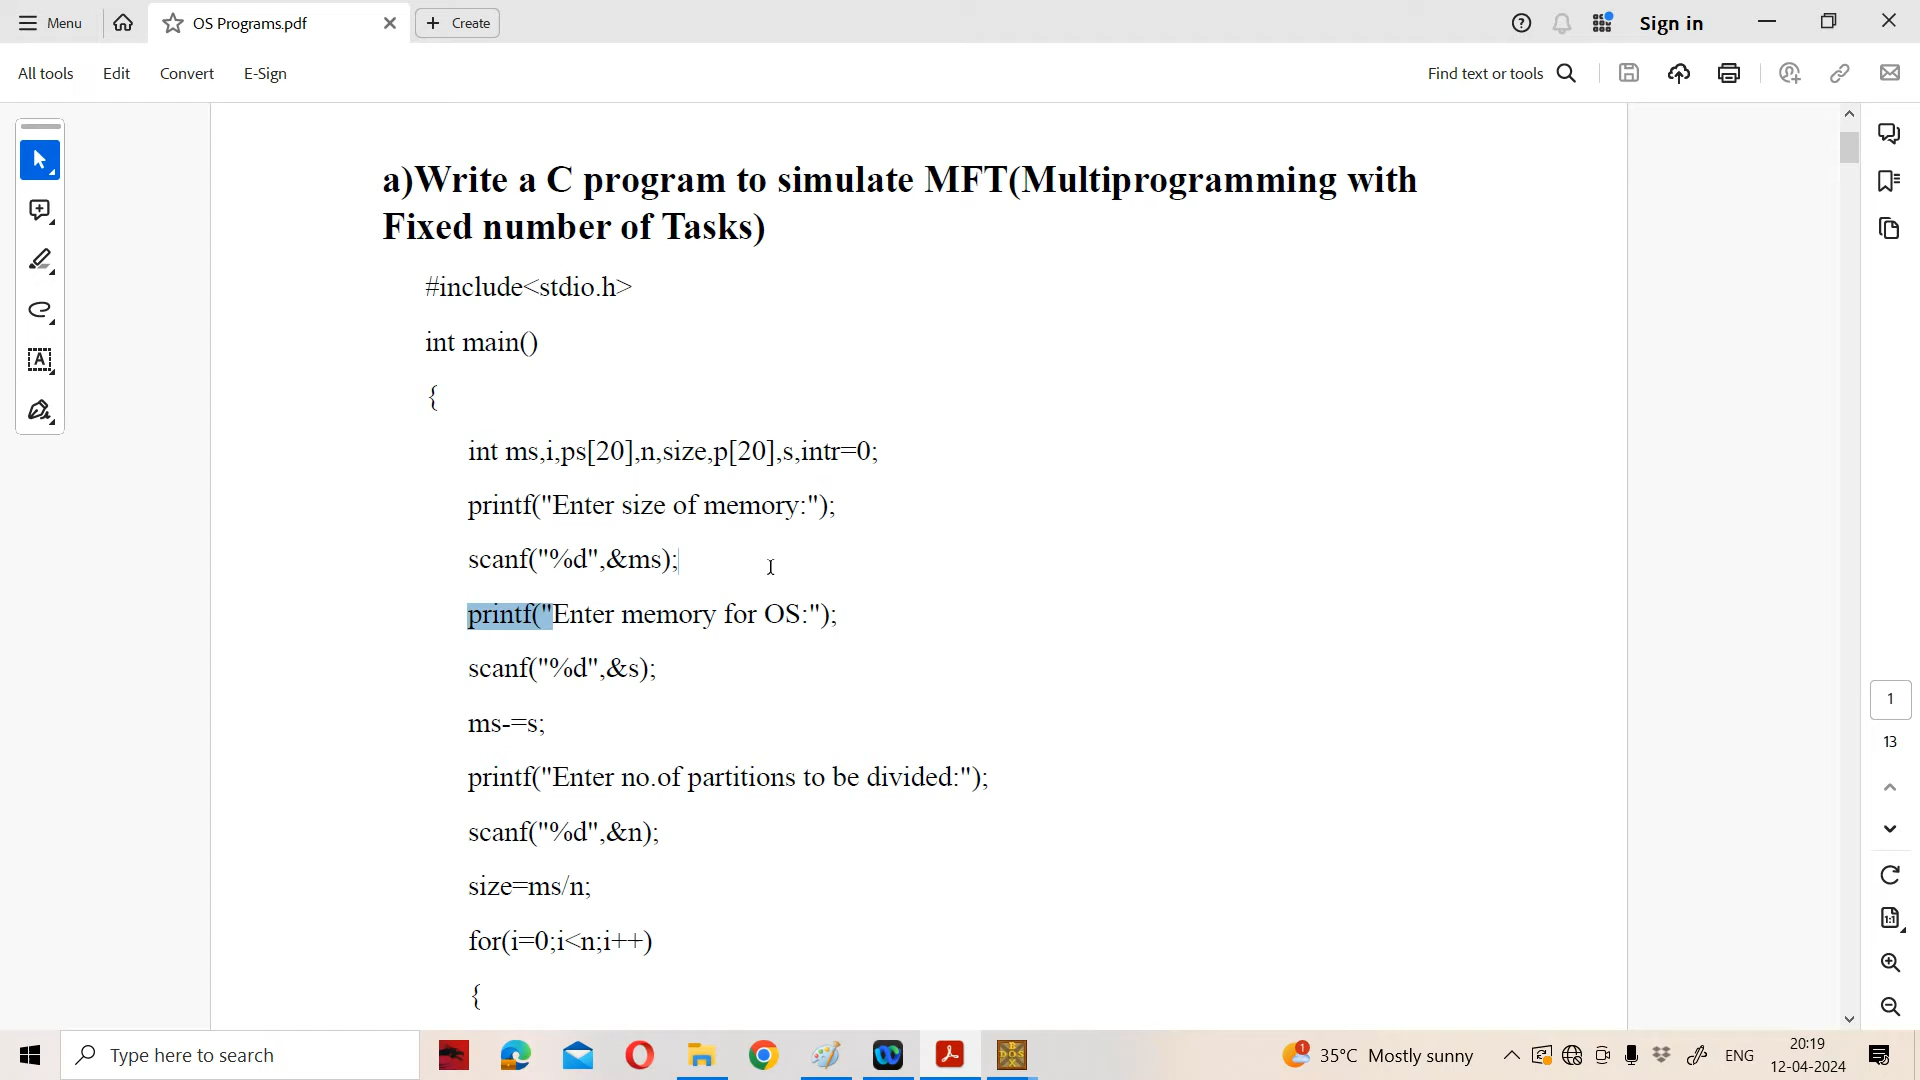 Menu
OS Programs.pdf
Create
Sign in
All tools
Edit
Convert
E-Sign
Find text or tools
a)Write a C program to simulate MFT(Multiprogramming with
Fixed number of Tasks)
#include<stdio.h>
int main()
{
int ms,i,ps[20],n,size,p[20],s,intr=0;
printf("Enter size of memory:");
scanf("%d",&ms);
printf("Enter memory for OS:");
scanf("%d",&s);
ms-=s;
printf("Enter no.of partitions to be divided:");
scanf("%d",&n);
size=ms/n;
for(i=0;i<n;i++)
{
1
13
Type here to search
DOS
1
35°C Mostly sunny
ENG
20:19
12-04-2024